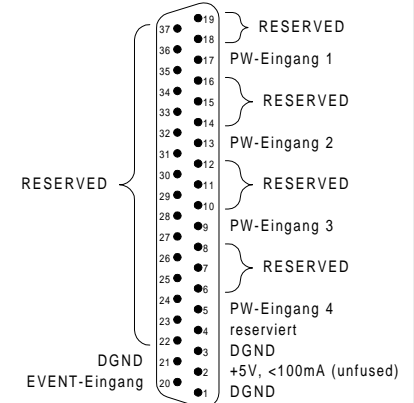 19
RESERVED
37
18
36
17 PW-Eingang 1
35
16
34
15 RESERVED
33
14
32
13 PW-Eingang 2
31
12
30
RESERVED
11 RESERVED
29
10
28
9 PW-Eingang 3
27
8
26
7 RESERVED
25
6
24
5 PW-Eingang 4
23
4 reserviert
22
3 DGND
DGND 21
2 +5V, <100mA (unfused)
EVENT-Eingang 20
1 DGND